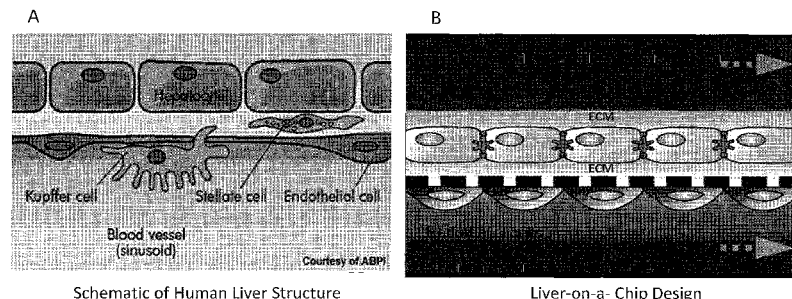 A
B
Hepatocyte
ECM
ECM
Kupffer cell
Stellate cell
Endothelial cell
Blood vessel
(sinusoid)
Courtesy of ABPI
Schematic of Human Liver Structure
Liver-on-a- Chip Design